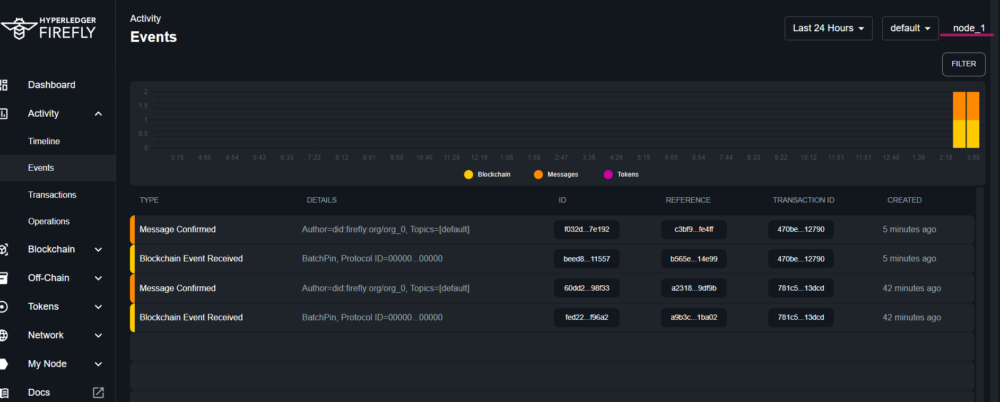 HYPERLEDGER
FIREFLY
Dashboard
Activity
Timeline
Events
Transactions
Operations
Blockchain
Off-Chain
Tokens
Network
My Node
Docs
Activity
Events
Last 24 Hours
default
node_1
FILTER
2
1.5
1
0.5
0
3:15 4:05 4:54 5:43 6:33 7:22 8:12 9:01 9:50 10:40 11:29 12:19 1:08 1:58 2:47 3:36 4:26 5:15 6:05 6:54 7:44 8:33 9:22 10:12 11:01 11:51 12:40 1:30 2:19 3:08
Blockchain Messages Tokens
TYPE DETAILS ID REFERENCE TRANSACTION ID CREATED
Message Confirmed Author=did:firefly:org/org_0, Topics=[default] f032d...7e192 c3bf9...fe4ff 470be...12790 5 minutes ago
Blockchain Event Received BatchPin, Protocol ID=00000...00000 beed8...11557 b565e...14e99 470be...12790 5 minutes ago
Message Confirmed Author=did:firefly:org/org_0, Topics=[default] 60dd2...98f33 a2318...9df9b 781c5...13dcd 42 minutes ago
Blockchain Event Received BatchPin, Protocol ID=00000...00000 fed22...f96a2 a9b3c...1ba02 781c5...13dcd 42 minutes ago